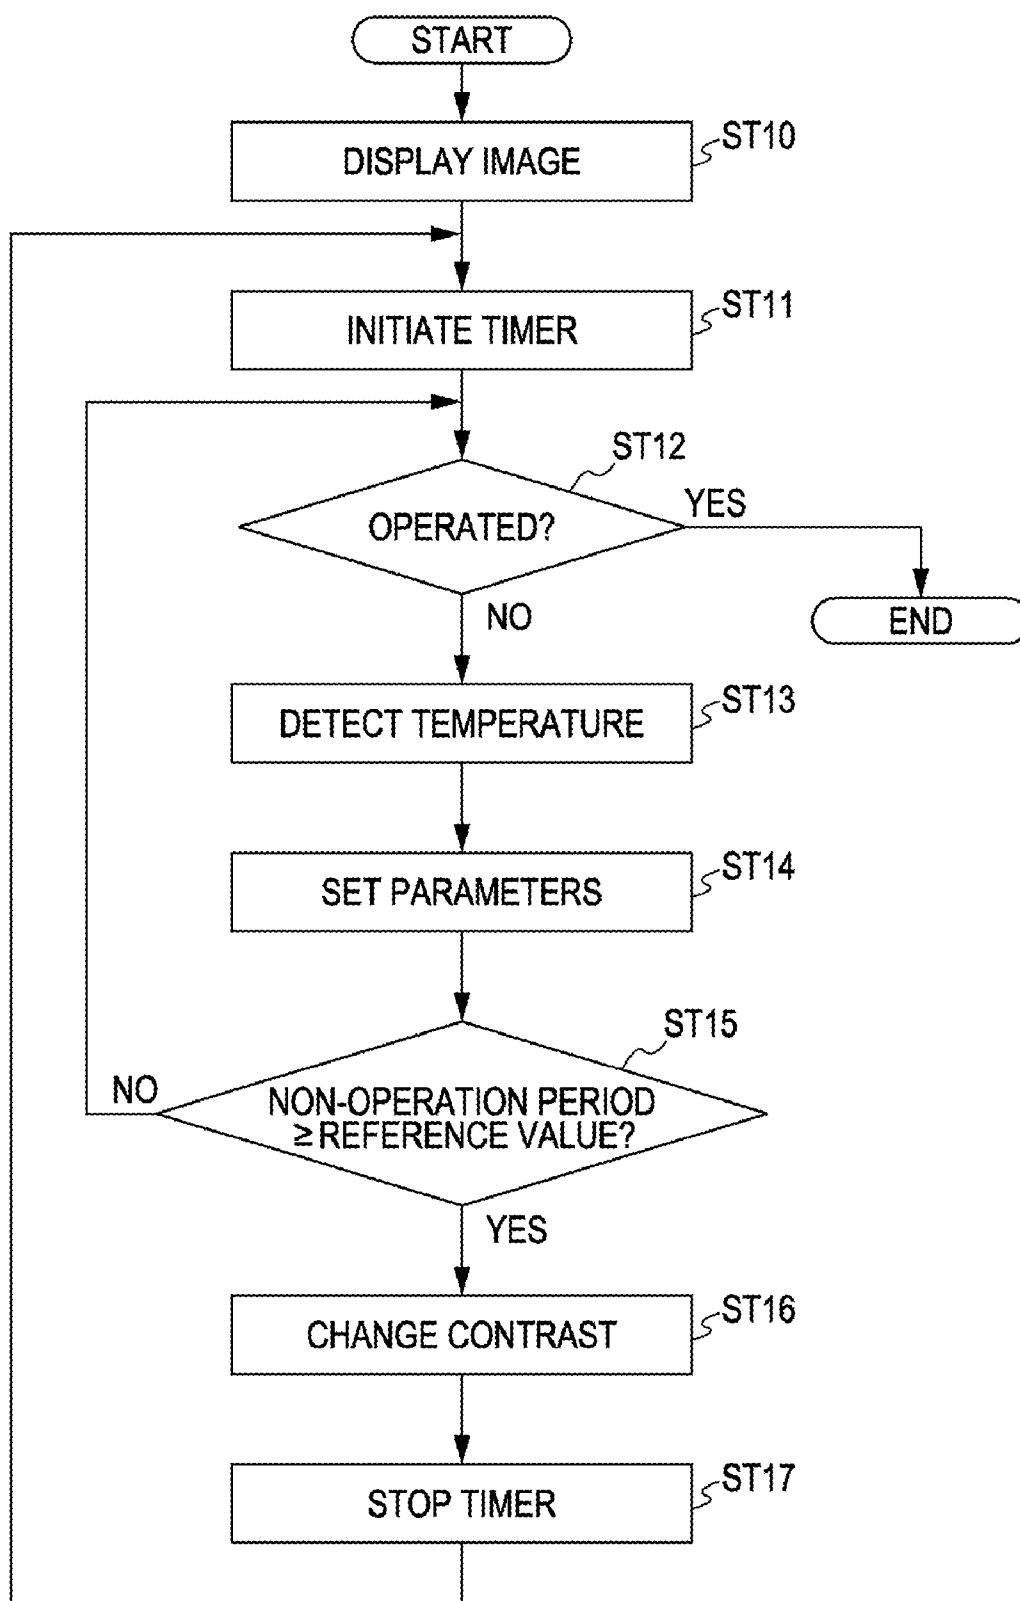 START
DISPLAY IMAGE
ST10
INITIATE TIMER
ST11
ST12
OPERATED?
YES
NO
END
DETECT TEMPERATURE
ST13
SET PARAMETERS
ST14
ST15
NO
NON-OPERATION PERIOD
≥ REFERENCE VALUE?
YES
CHANGE CONTRAST
ST16
STOP TIMER
ST17